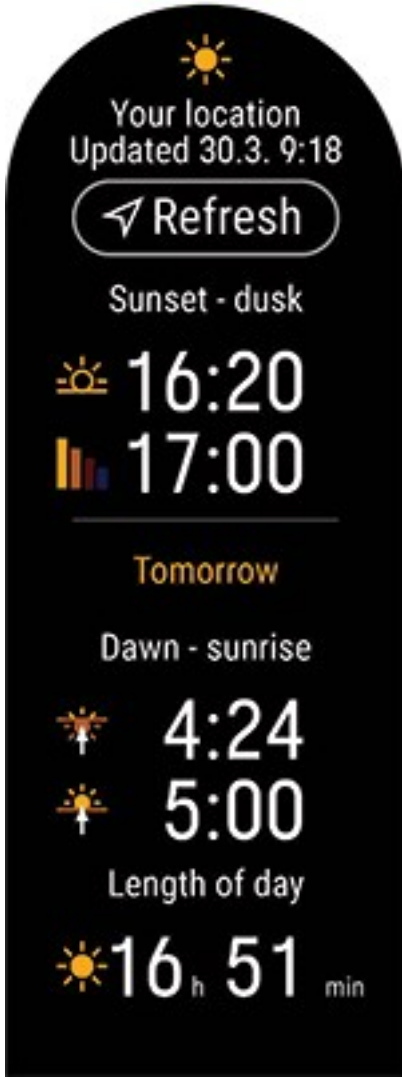 Your location
Updated 30.3. 9:18
Refresh
Sunset - dusk
16:20
17:00
Tomorrow
Dawn - sunrise
4:24
5:00
Length of day
16 h 51 min